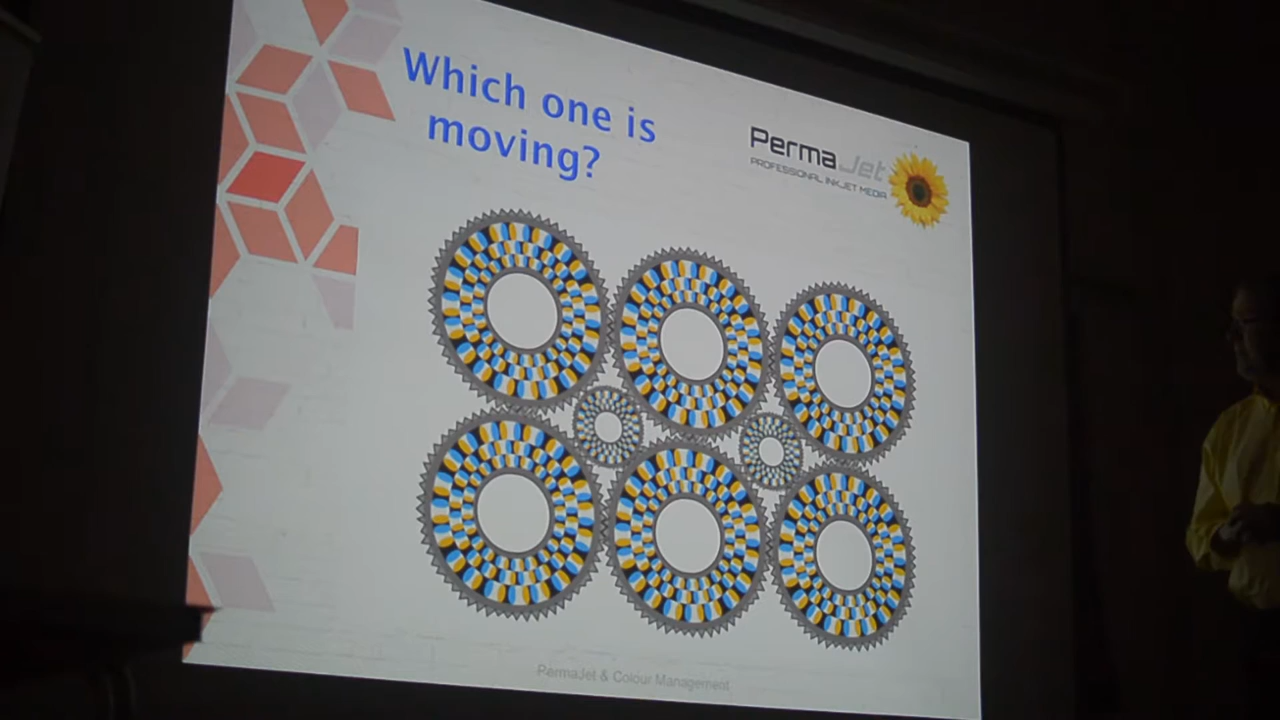 Which one is
moving?
PermaJet
PROFESSIONAL INKJET MEDIA
PermaJet & Colour Management